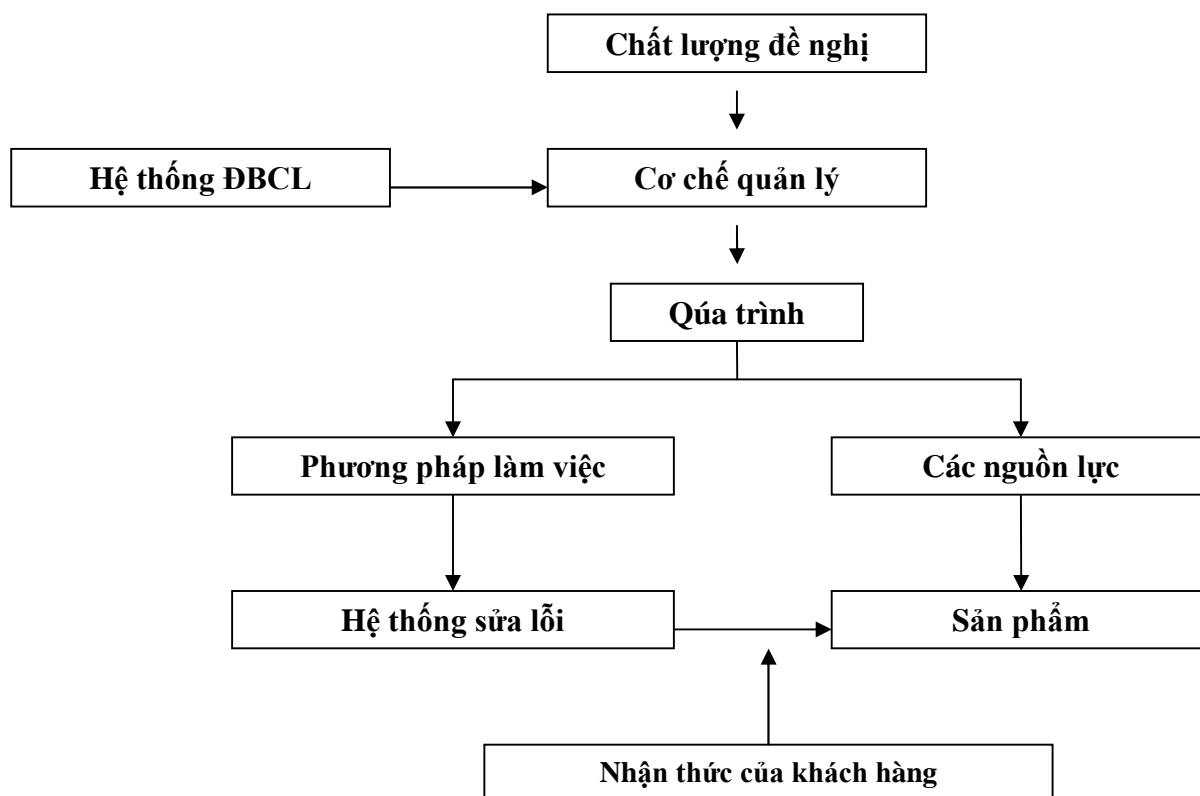 Chất lượng đề nghị
Hệ thống ĐBCL
Cơ chế quản lý
Qúa trình
Phương pháp làm việc
Các nguồn lực
Hệ thống sửa lỗi
Sản phẩm
Nhận thức của khách hàng